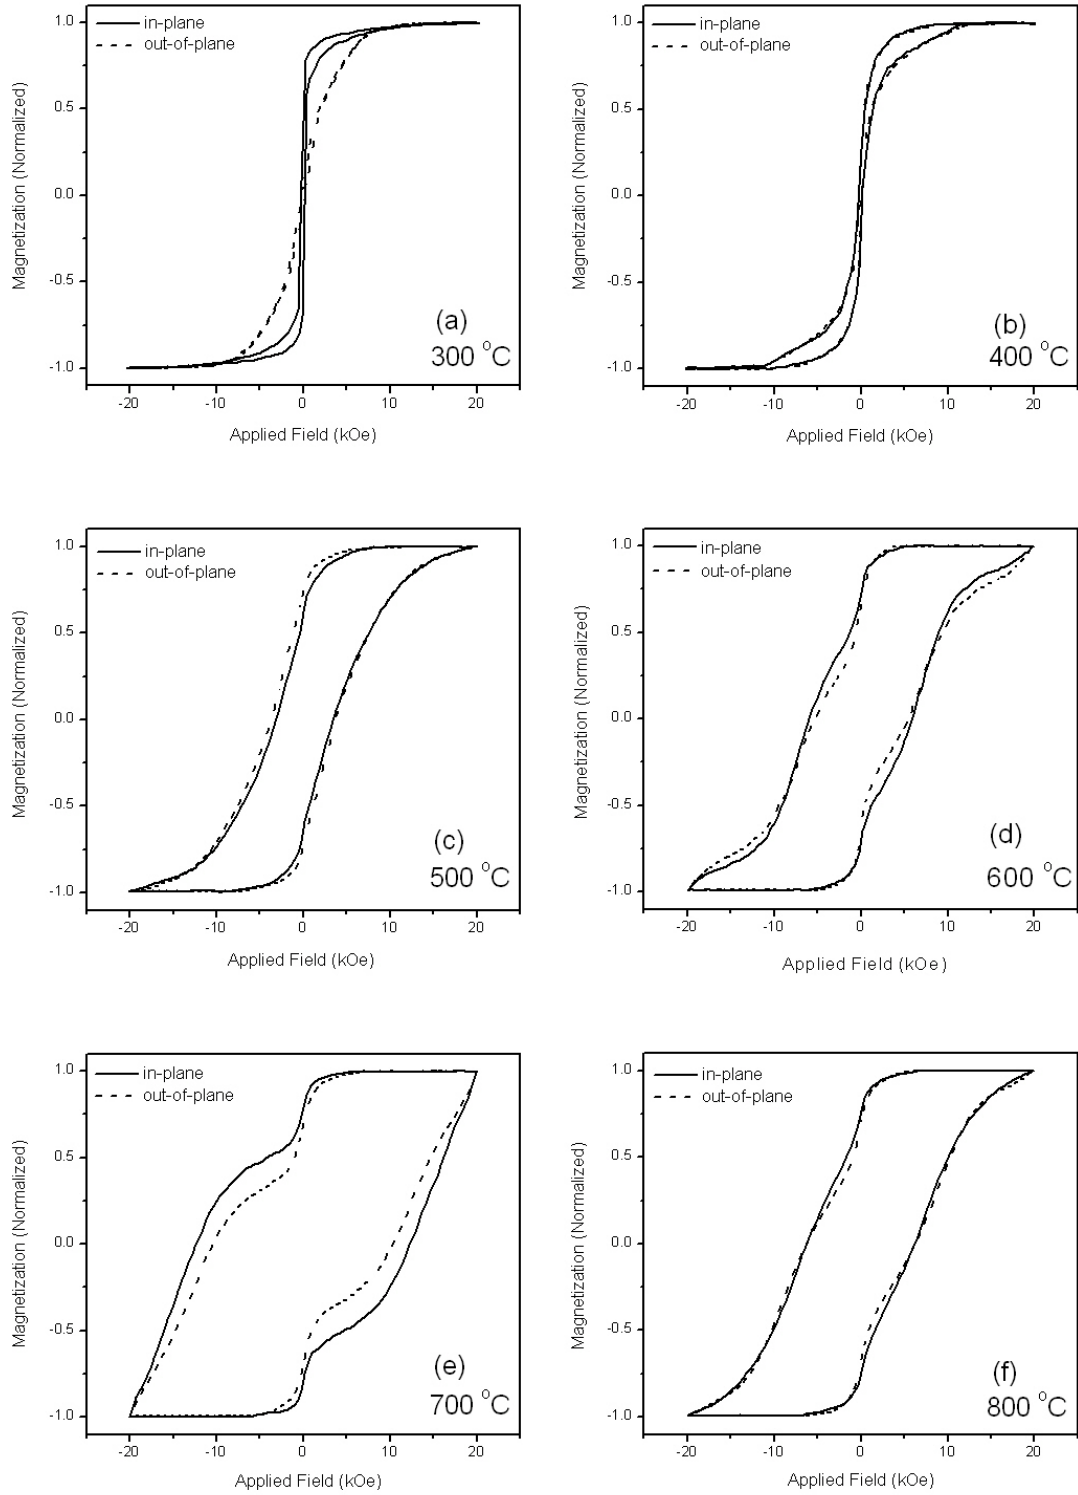 in-plane
out-of-plane
1.0
0.5
0.0
-0.5
-1.0
Magnetization (Normalized)
(a)
300 °C
-20 -10 0 10 20
Applied Field (kOe)
in-plane
out-of-plane
1.0
0.5
0.0
-0.5
-1.0
Magnetization (Normalized)
(b)
400 °C
-20 -10 0 10 20
Applied Field (kOe)
in-plane
out-of-plane
1.0
0.5
0.0
-0.5
-1.0
Magnetization (Normalized)
(c)
500 °C
-20 -10 0 10 20
Applied Field (kOe)
in-plane
out-of-plane
1.0
0.5
0.0
-0.5
-1.0
Magnetization (Normalized)
(d)
600 °C
-20 -10 0 10 20
Applied Field (kOe)
in-plane
out-of-plane
1.0
0.5
0.0
-0.5
-1.0
Magnetization (Normalized)
(e)
700 °C
-20 -10 0 10 20
Applied Field (kOe)
in-plane
out-of-plane
1.0
0.5
0.0
-0.5
-1.0
Magnetization (Normalized)
(f)
800 °C
-20 -10 0 10 20
Applied Field (kOe)